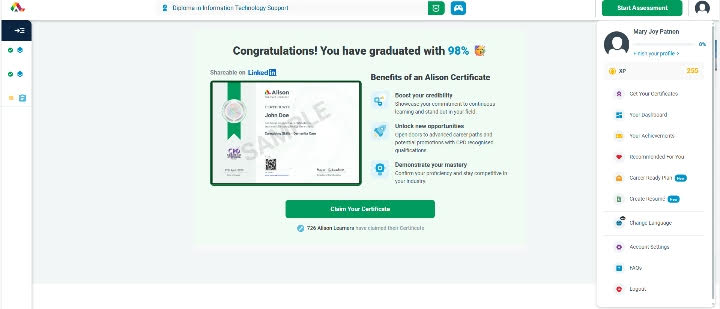 Diploma in Information Technology Support
Start Assessment
Congratulations! You have graduated with 98%
Shareable on LinkedIn
Alison
John Doe
SAMPLE
CPD
Benefits of an Alison Certificate
Boost your credibility
Showcase your commitment to continuous
learning and stand out in your field.
Unlock new opportunities
Open doors to advanced career paths and
potential promotions with CPD recognised
qualifications.
Demonstrate your mastery
Confirm your proficiency and stay competitive in
your industry.
Claim Your Certificate
726 Alison Learners have claimed their Certificate
Mary Joy Patnon
0%
Finish your profile >
XP
255
Get Your Certificates
Your Dashboard
Your Achievements
Recommended For You
Career Ready Plan New
Create Resume New
Change Language
Account Settings
FAQs
Logout